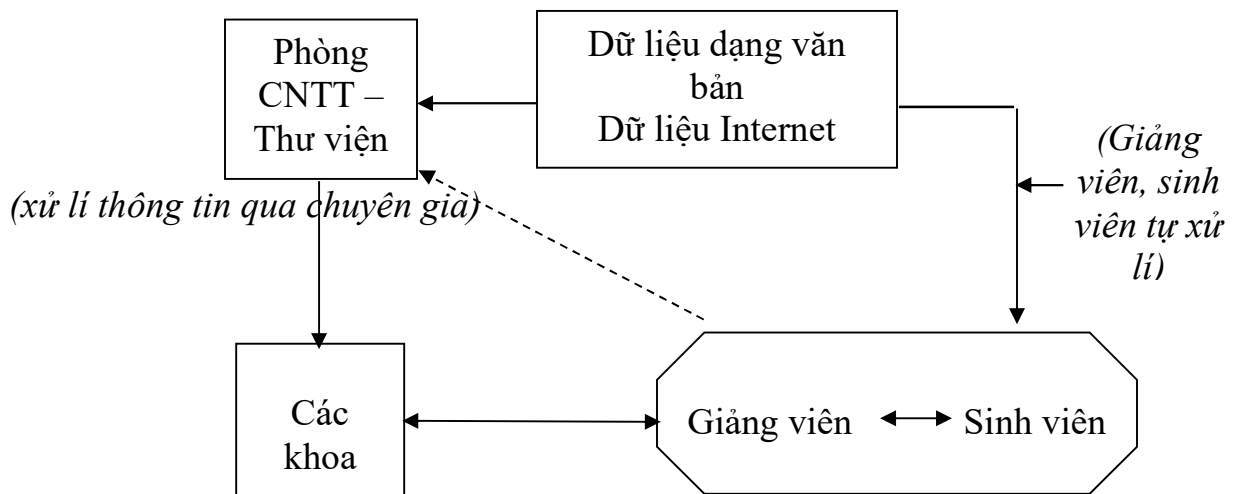 Phòng
CNTT –
Thư viện
Dữ liệu dạng văn
bản
Dữ liệu Internet
(Giảng
viên, sinh
viên tự xử
lí)
(xử lí thông tin qua chuyên gia)
Các
khoa
Giảng viên
Sinh viên